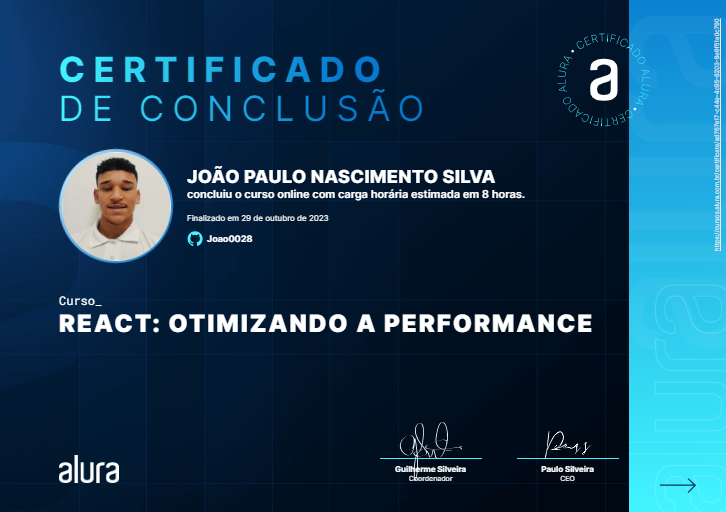 CERTIFICADO
DE CONCLUSÃO
CERTIFICADO ALURA • CERTIFICADO ALURA •
a
JOÃO PAULO NASCIMENTO SILVA
concluiu o curso online com carga horária estimada em 8 horas.
Finalizado em 29 de outubro de 2023
Joao0028
Curso_
REACT: OTIMIZANDO A PERFORMANCE
alura
Guilherme Silveira
Coordenador
Paulo Silveira
CEO
alura